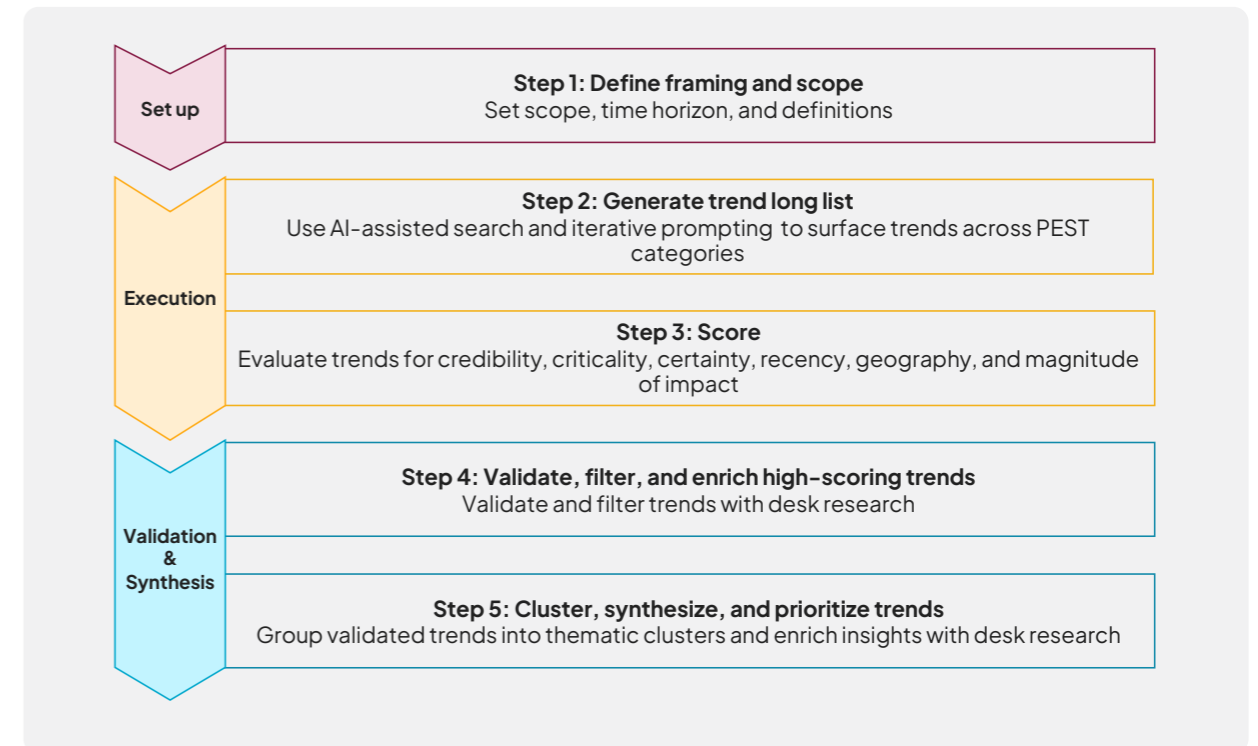 Set up
Step 1: Define framing and scope
Set scope, time horizon, and definitions
Execution
Step 2: Generate trend long list
Use AI-assisted search and iterative prompting to surface trends across PEST
categories
Step 3: Score
Evaluate trends for credibility, criticality, certainty, recency, geography, and magnitude
of impact
Validation
&
Synthesis
Step 4: Validate, filter, and enrich high-scoring trends
Validate and filter trends with desk research
Step 5: Cluster, synthesize, and prioritize trends
Group validated trends into thematic clusters and enrich insights with desk research